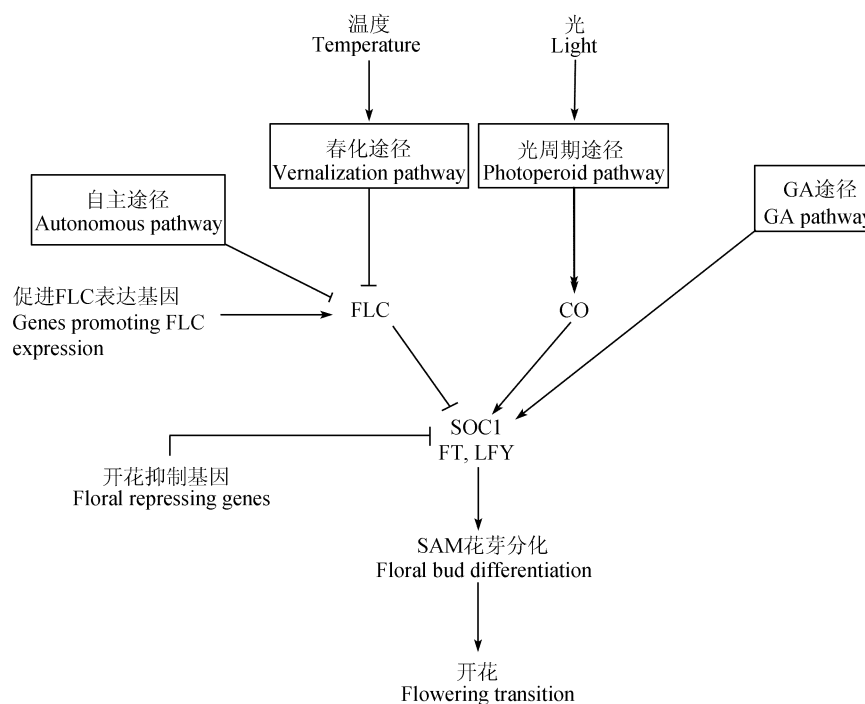 温度
Temperature
光
Light
春化途径
Vernalization pathway
光周期途径
Photoperoid pathway
GA途径
GA pathway
自主途径
Autonomous pathway
促进FLC表达基因
Genes promoting FLC
expression
FLC
CO
SOC1
FT, LFY
开花抑制基因
Floral repressing genes
SAM花芽分化
Floral bud differentiation
开花
Flowering transition